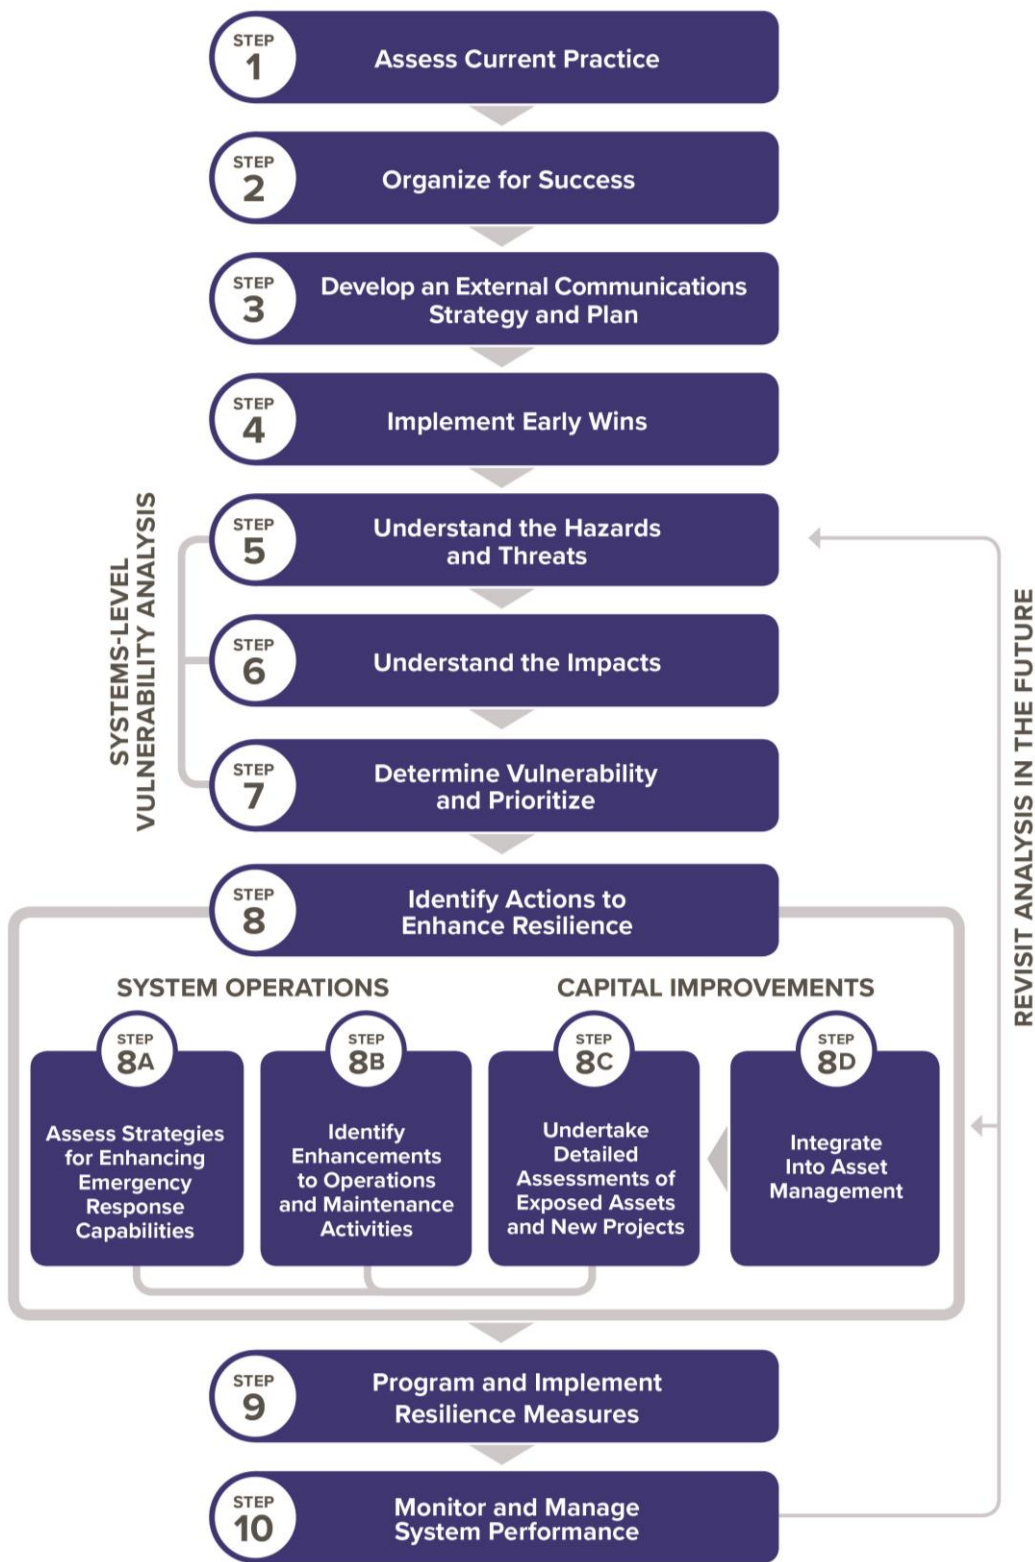 STEP
1
Assess Current Practice
STEP
2
Organize for Success
STEP
3
Develop an External Communications
Strategy and Plan
STEP
4
Implement Early Wins
SYSTEMS-LEVEL
VULNERABILITY ANALYSIS
STEP
5
Understand the Hazards
and Threats
STEP
6
Understand the Impacts
STEP
7
Determine Vulnerability
and Prioritize
REVISIT ANALYSIS IN THE FUTURE
STEP
8
Identify Actions to
Enhance Resilience
SYSTEM OPERATIONS
STEP
8A
Assess Strategies
for Enhancing
Emergency
Response
Capabilities
STEP
8B
Identify
Enhancements
to Operations
and Maintenance
Activities
CAPITAL IMPROVEMENTS
STEP
8C
Undertake
Detailed
Assessments of
Exposed Assets
and New Projects
STEP
8D
Integrate
Into Asset
Management
STEP
9
Program and Implement
Resilience Measures
STEP
10
Monitor and Manage
System Performance